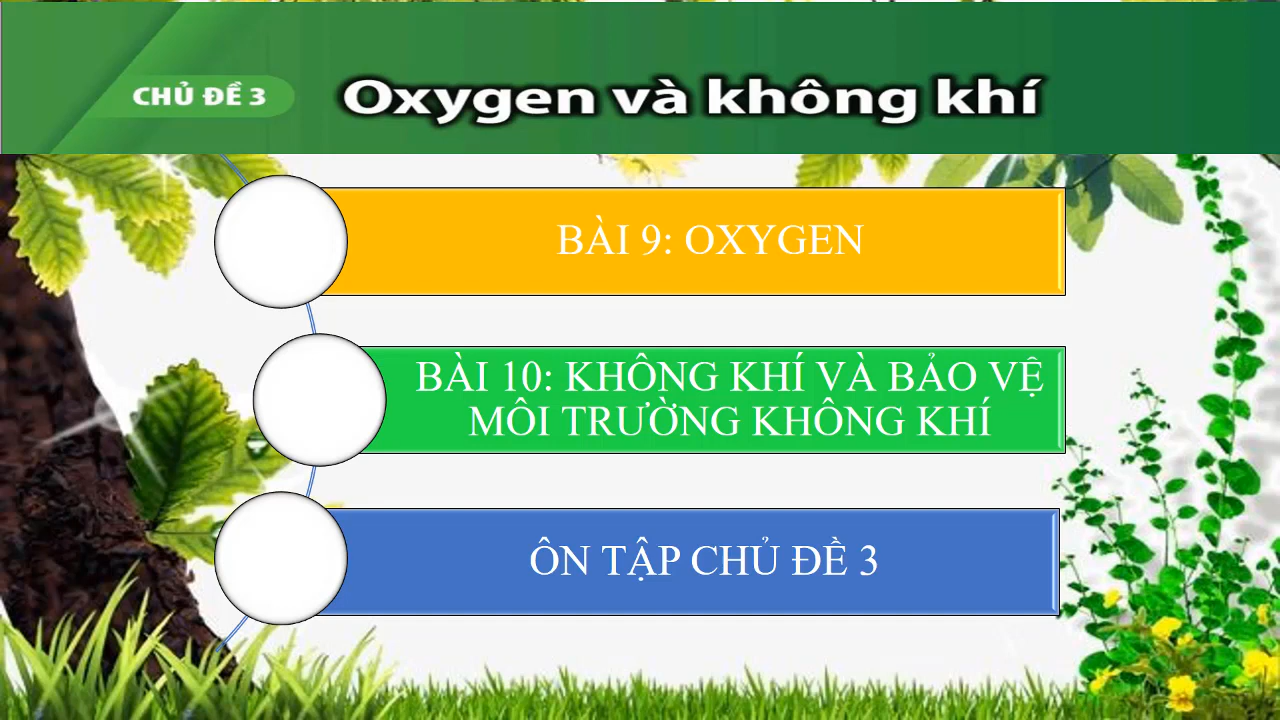 CHỦ ĐỀ 3
Oxygen và không khí
BÀI 9: OXYGEN
BÀI 10: KHÔNG KHÍ VÀ BẢO VỆ
MÔI TRƯỜNG KHÔNG KHÍ
ÔN TẬP CHỦ ĐỀ 3